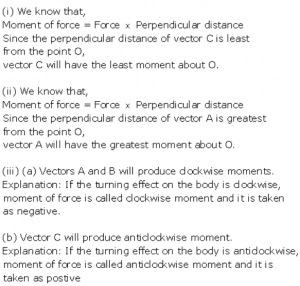 (i) We know that,
Moment of force = Force × Perpendicular distance
Since the perpendicular distance of vector C is least
from the point O,
vector C will have the least moment about O.
(ii) We know that,
Moment of force = Force × Perpendicular distance
Since the perpendicular distance of vector A is greatest
from the point O,
vector A will have the greatest moment about O.
(iii) (a) Vectors A and B will produce clockwise moments.
Explanation: If the turning effect on the body is clockwise,
moment of force is called clockwise moment and it is taken
as negative.
(b) Vector C will produce anticlockwise moment.
Explanation: If the turning effect on the body is anticlockwise,
moment of force is called anticlockwise moment and it is
taken as postive